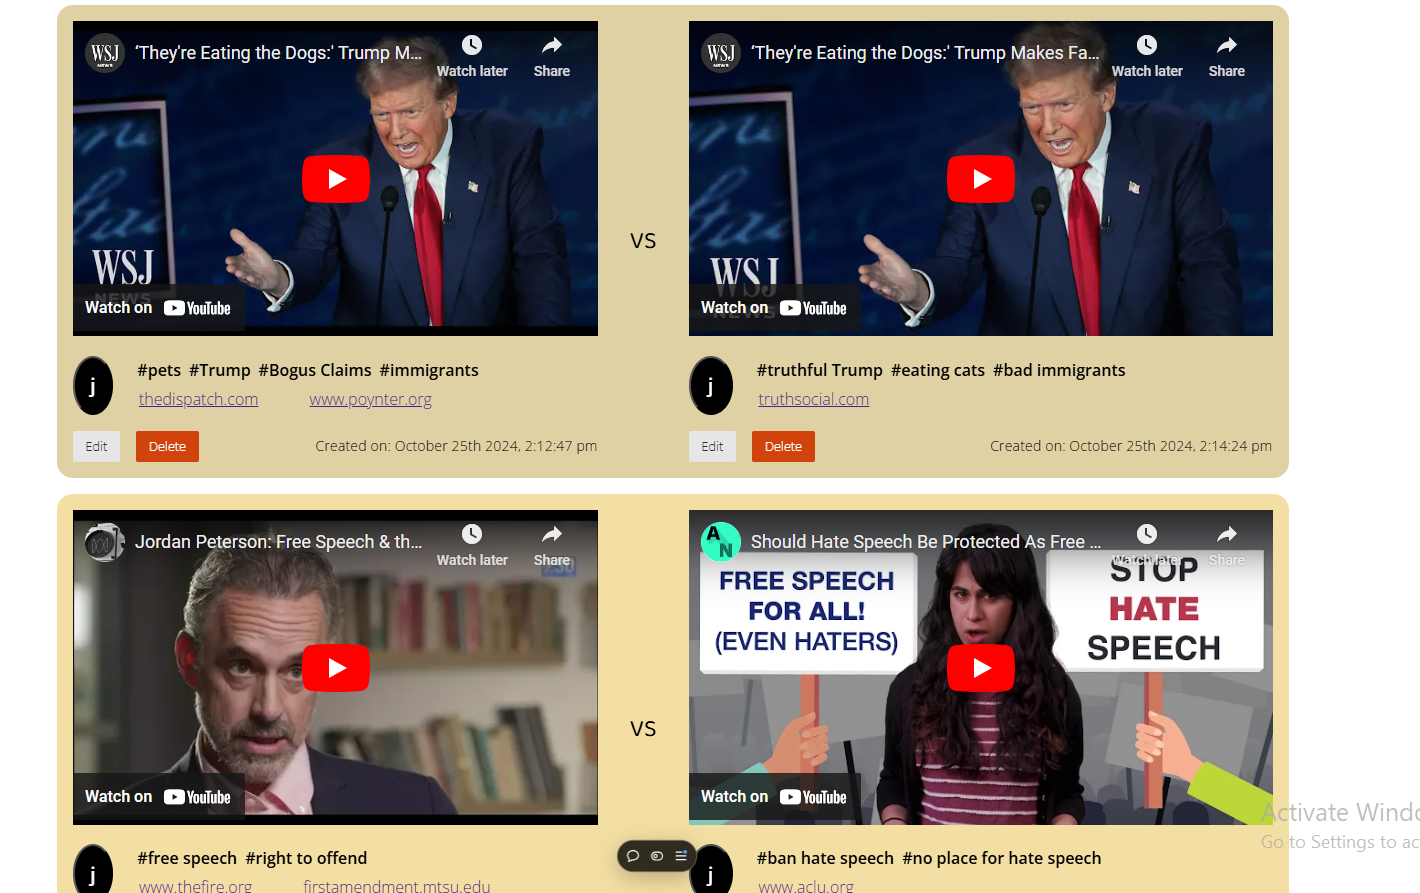 ‘They're Eating the Dogs:' Trump M...
Watch later
Share
WSJ
NEWS
WSJ
NEWS
Watch on YouTube
#pets #Trump #Bogus Claims #immigrants
j
thedispatch.com www.poynter.org
Edit Delete Created on: October 25th 2024, 2:12:47 pm
VS
‘They're Eating the Dogs:' Trump Makes Fa...
Watch later
Share
WSJ
NEWS
WSJ
NEWS
Watch on YouTube
#truthful Trump #eating cats #bad immigrants
j
truthsocial.com
Edit Delete Created on: October 25th 2024, 2:14:24 pm
Jordan Peterson: Free Speech & th...
Watch later
Share
7.30
Watch on YouTube
#free speech #right to offend
j
www.thefire.org firstamendment.mtsu.edu
VS
AN
Should Hate Speech Be Protected As Free ...
Watch later
Share
FREE SPEECH
FOR ALL!
(EVEN HATERS)
STOP
HATE
SPEECH
Watch on YouTube
#ban hate speech #no place for hate speech
j
www.aclu.org
Activate Windo
Go to Settings to ac